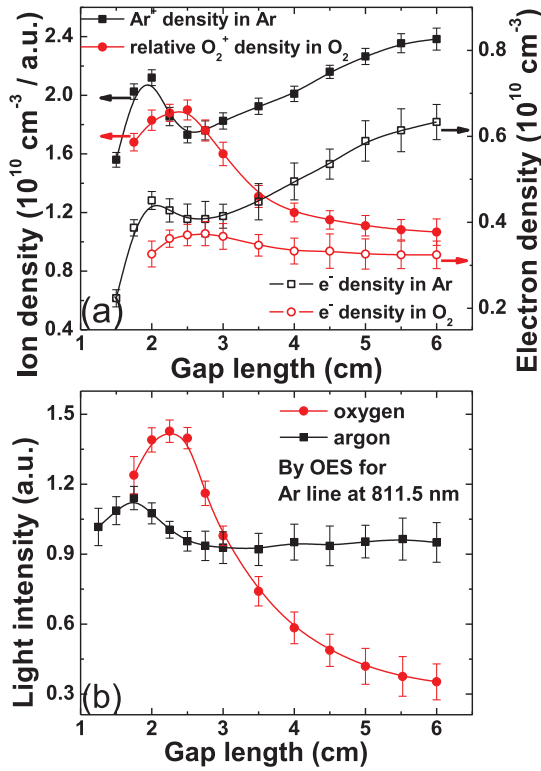 Ar⁺ density in Ar
relative O₂⁺ density in O₂
Ion density (10¹⁰ cm⁻³ / a.u.)
2.4
2.0
1.6
1.2
0.8
0.4
Electron density (10¹⁰ cm⁻³)
0.8
0.6
0.4
0.2
(a)
e⁻ density in Ar
e⁻ density in O₂
1 2 3 4 5 6
Gap length (cm)
Light intensity (a.u.)
1.5
1.2
0.9
0.6
0.3
oxygen
argon
By OES for
Ar line at 811.5 nm
(b)
1 2 3 4 5 6
Gap length (cm)